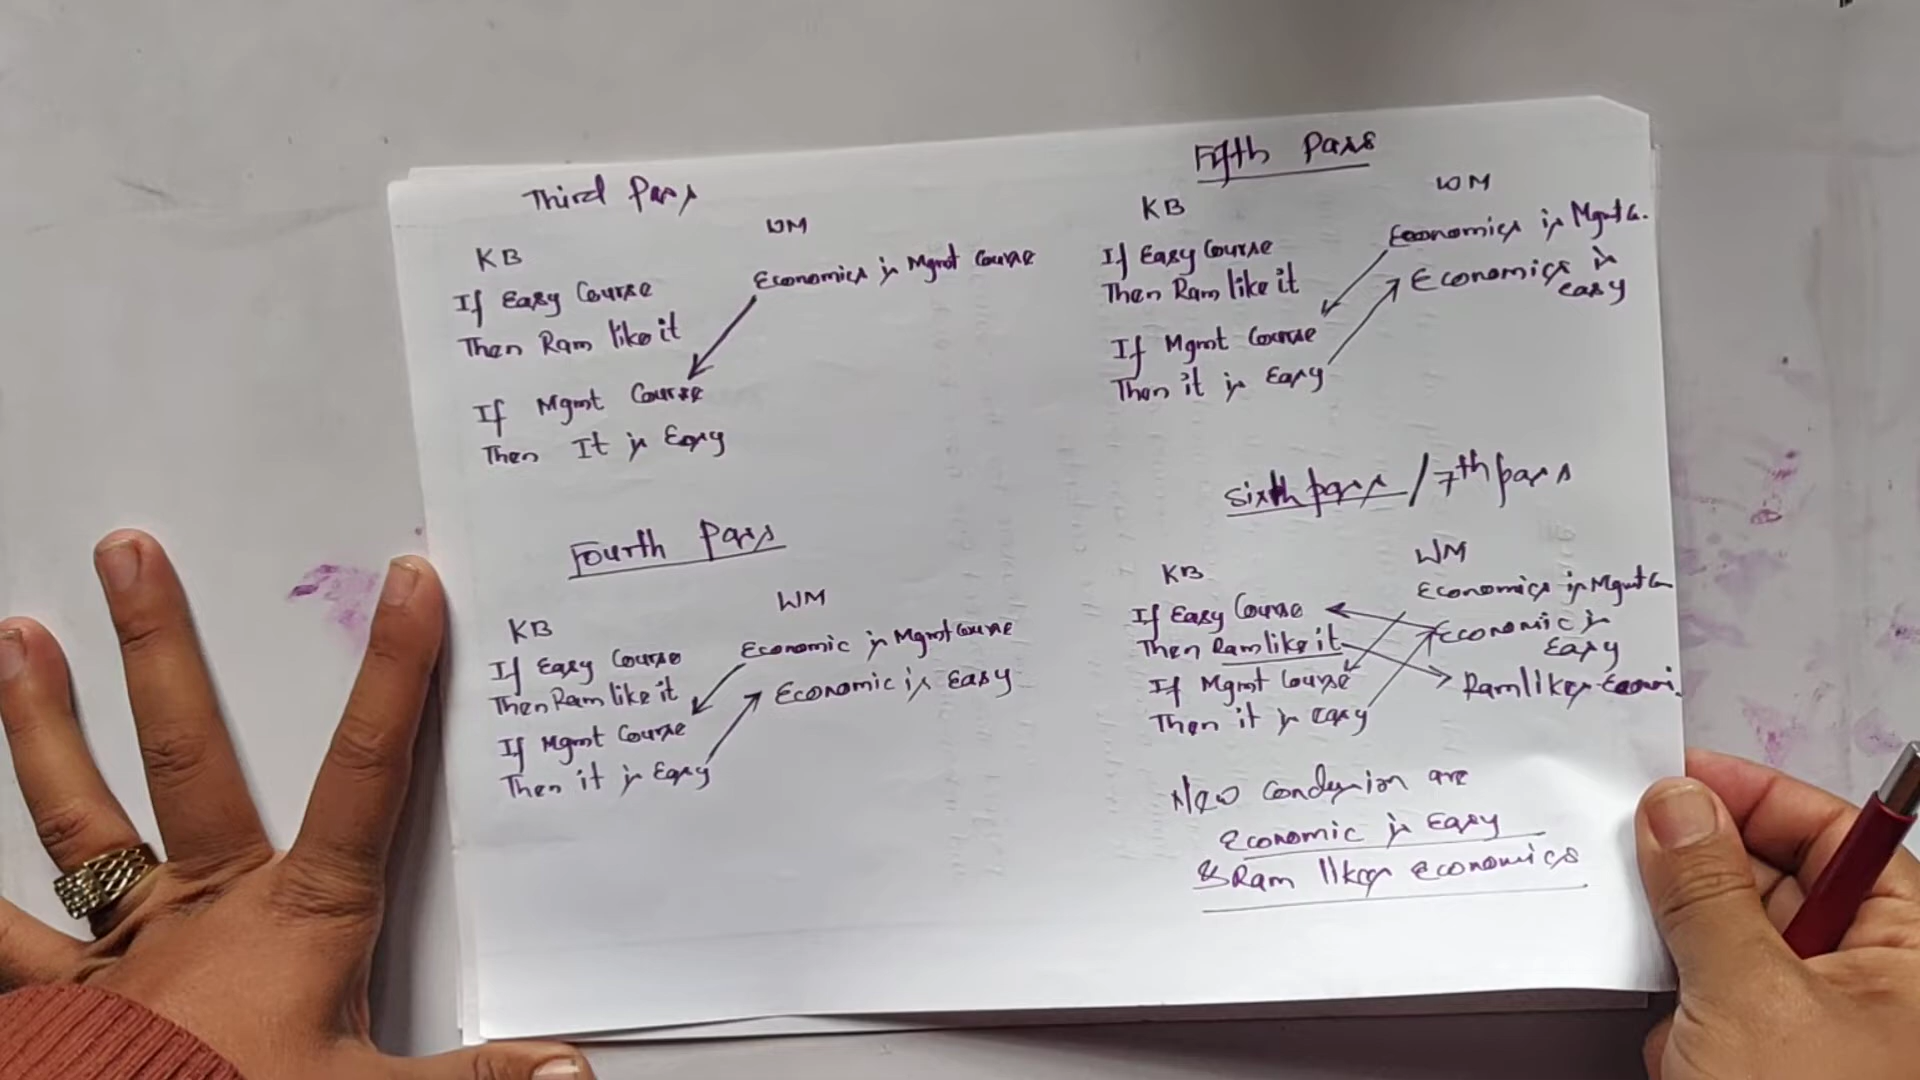 Third Pass
WM
KB
Economics is Mgmt Course
If Easy Course
Then Ram like it
If Mgmt Course
Then It is Easy
Fourth Pass
WM
KB
Economic is Mgmt Course
If Easy Course
Economic is Easy
Then Ram like it
If Mgmt Course
Then it is Easy
Fifth Pass
WM
KB
Economics is Mgmt C.
If Easy Course
Economics is
easy
Then Ram like it
If Mgmt Course
Then it is Easy
Sixth pass / 7th pass
WM
KB
Economics is Mgmt C
If Easy Course
Economic is
Easy
Then Ram like it
If Mgmt Course
Ram likes
Then it is easy
New are
Economic is Easy
& Ram likes economics